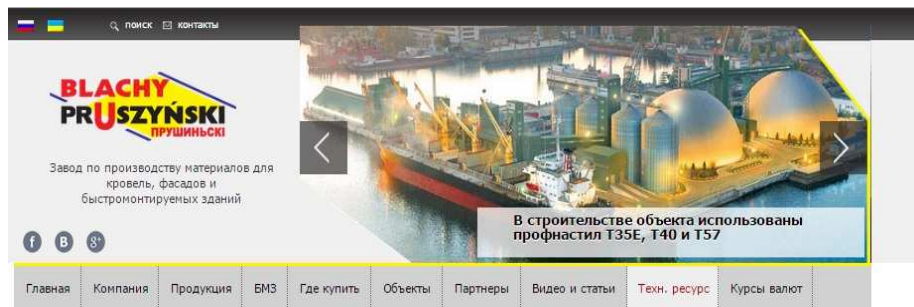 поиск контакты
BLACHY
PRUSZYŃSKI
ПРУШИНЬСКІ
Завод по производству материалов для
кровель, фасадов и
быстромонтируемых зданий
f B 8+
В строительстве объекта использованы
профнастил Т35Е, Т40 и Т57
Главная Компания Продукция БМЗ Где купить Объекты Партнеры Видео и статьи Техн. ресурс Курсы валют